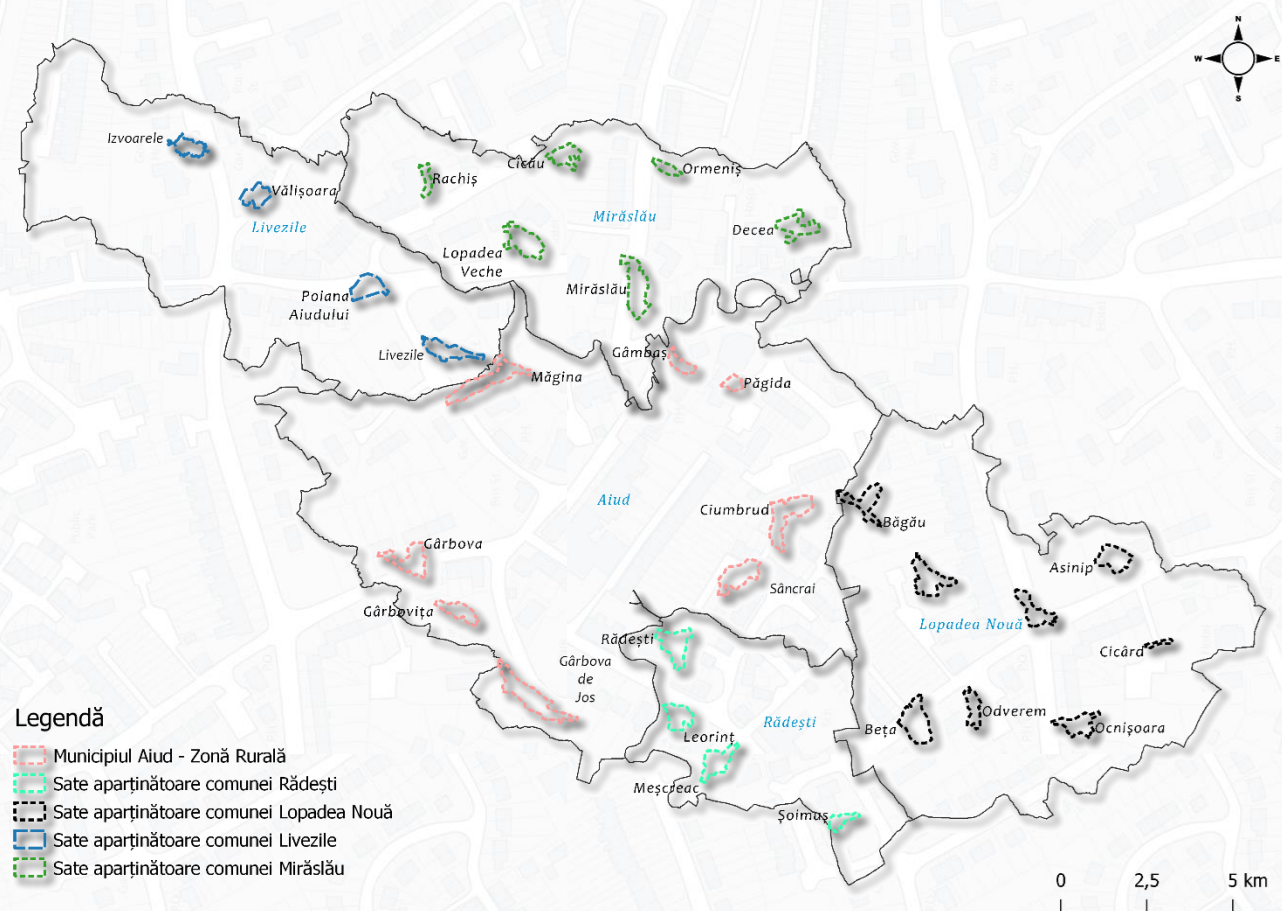 N
W E
S
Izvoarele
Vălișoara
Livezile
Rachiș
Cicău
Ormeniș
Mirăslău
Decea
Lopadea
Veche
Mirăslău
Poiana
Aiudului
Livezile
Măgina
Gâmbaș
Păgida
Aiud
Ciumbrud
Băgău
Gârbova
Asinip
Sâncrai
Gârbovița
Lopadea Nouă
Rădești
Cicârd
Gârbova
de
Jos
Rădești
Leorinț
Beța
Odverem
Ocnișoara
Meșcreac
Șoimuș
Legendă
Municipiul Aiud - Zonă Rurală
Sate aparținătoare comunei Rădești
Sate aparținătoare comunei Lopadea Nouă
Sate aparținătoare comunei Livezile
Sate aparținătoare comunei Mirăslău
0 2,5 5 km